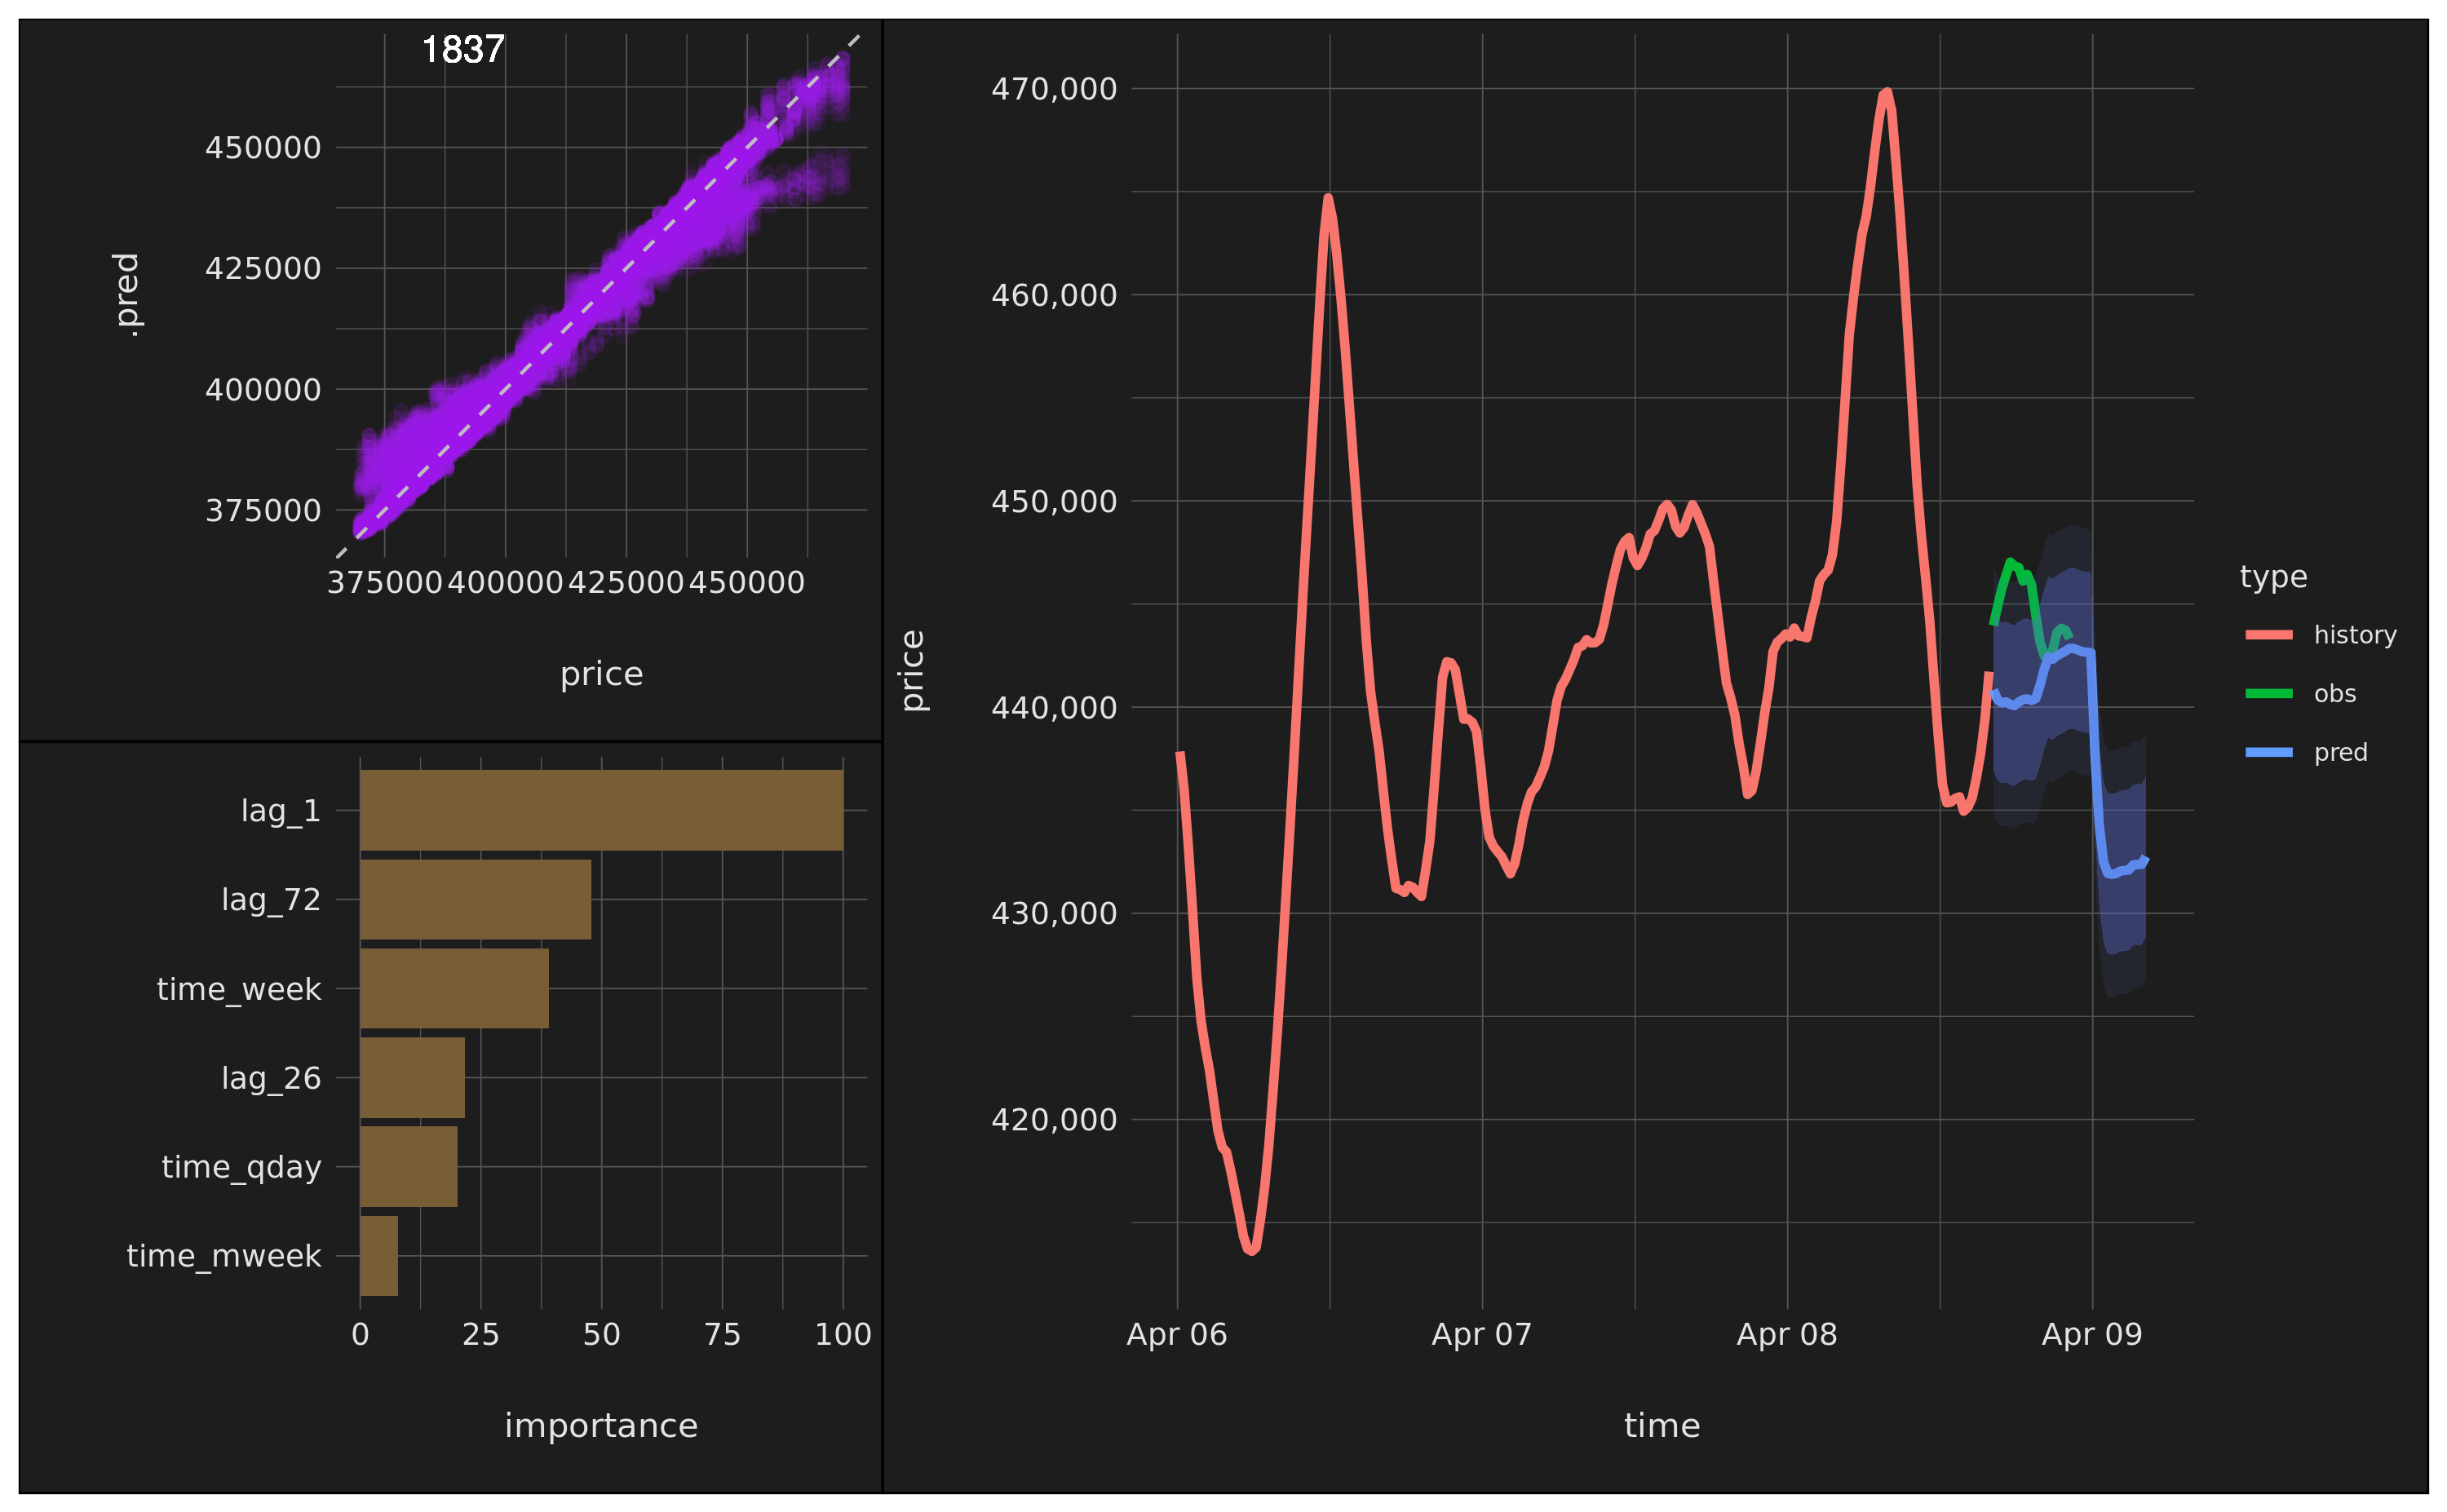 1837
450000
425000
400000
375000
.pred
375000 400000 425000 450000
price
lag_1
lag_72
time_week
lag_26
time_qday
time_mweek
0 25 50 75 100
importance
470,000
460,000
450,000
440,000
430,000
420,000
price
Apr 06 Apr 07 Apr 08 Apr 09
time
type
history
obs
pred